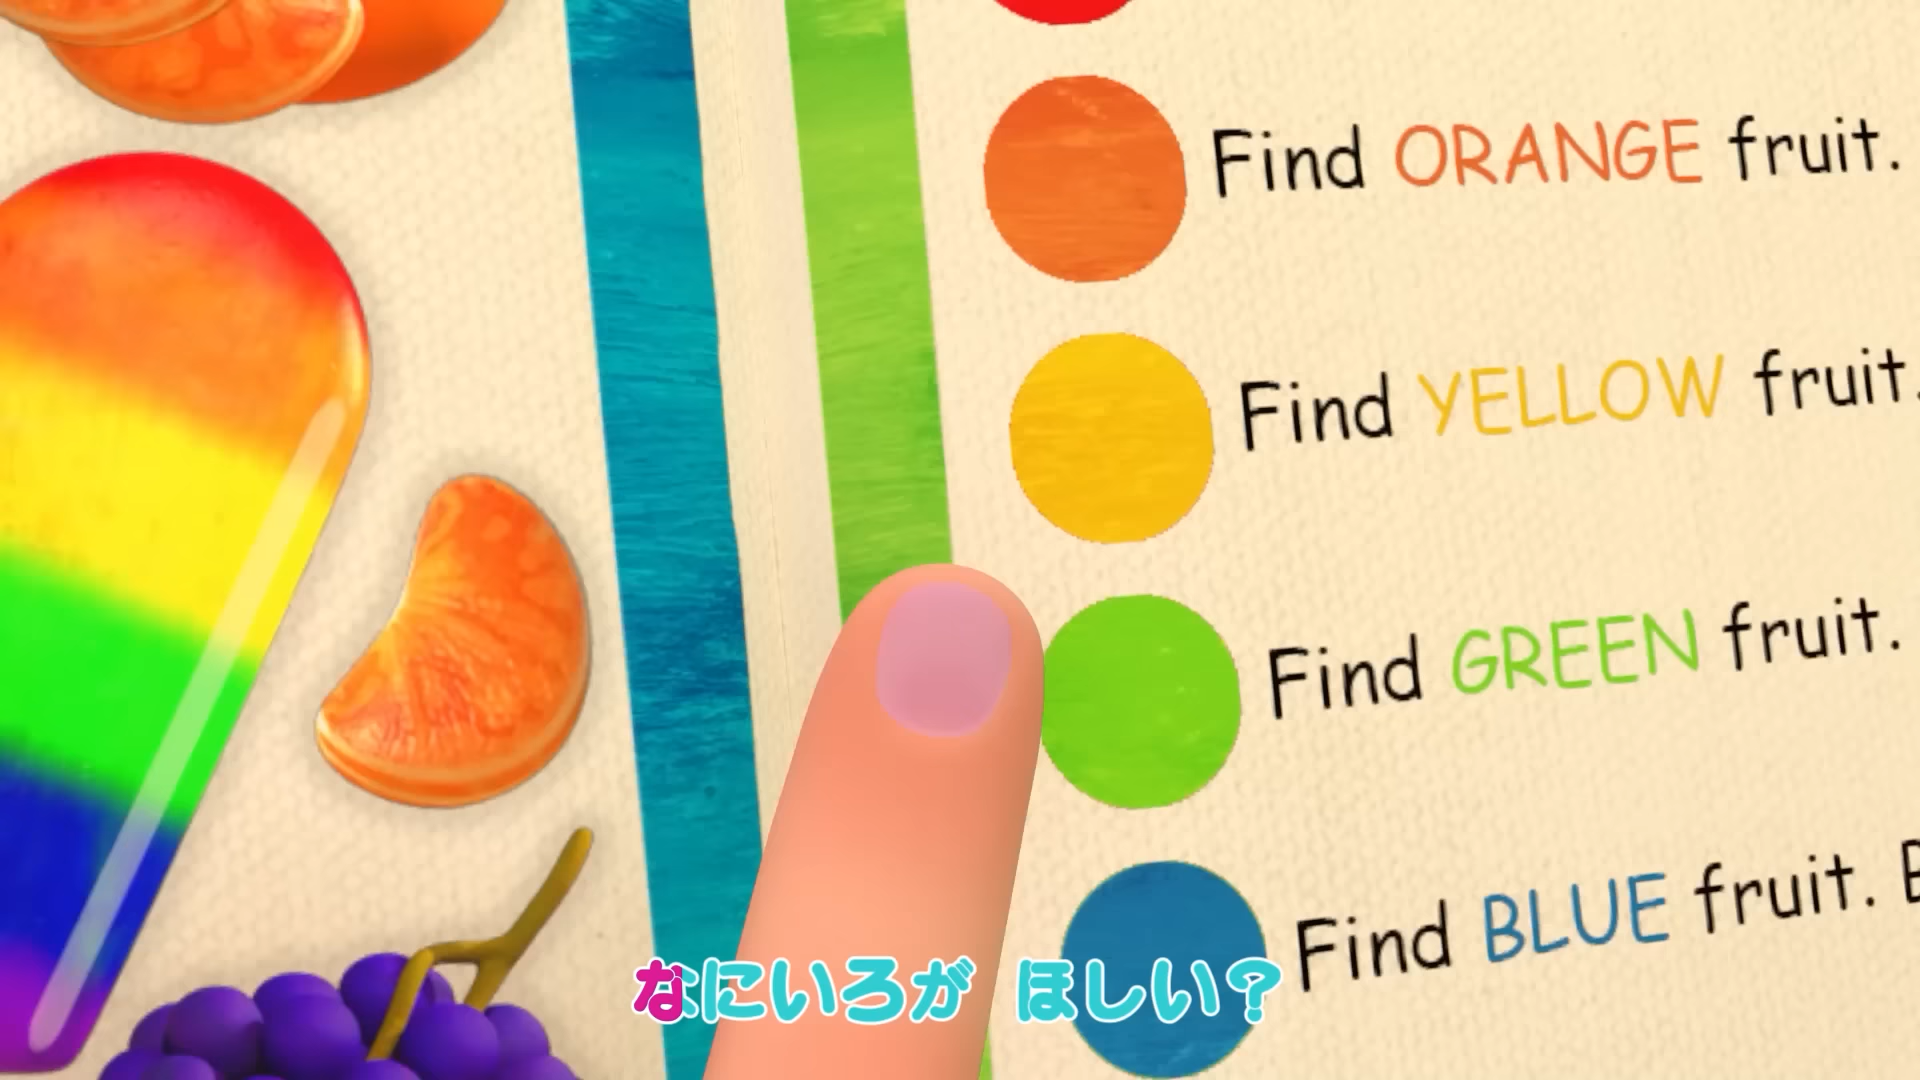 Find ORANGE fruit.
Find YELLOW fruit.
Find GREEN fruit.
Find BLUE fruit.
なにいろが ほしい?